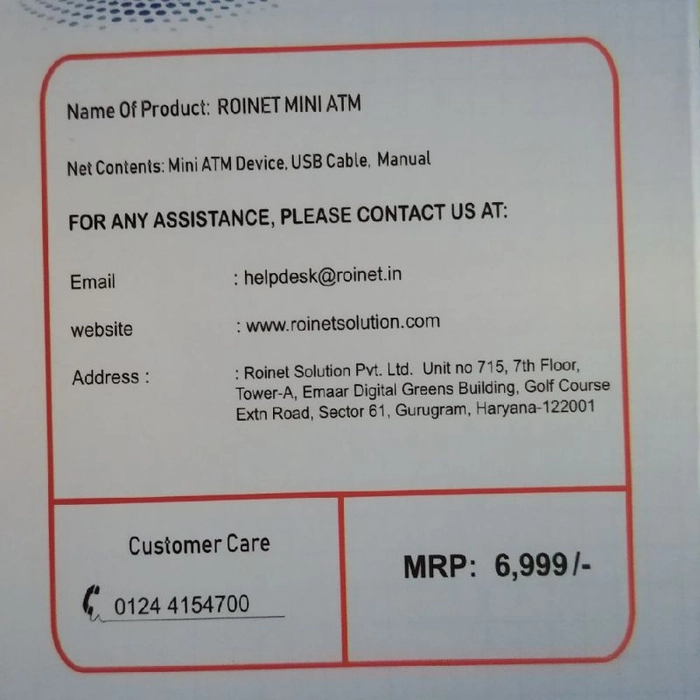 Name Of Product: ROINET MINI ATM
Net Contents: Mini ATM Device, USB Cable, Manual
FOR ANY ASSISTANCE, PLEASE CONTACT US AT:
Email : helpdesk@roinet.in
website : www.roinetsolution.com
Address : : Roinet Solution Pvt. Ltd. Unit no 715, 7th Floor,
Tower-A, Emaar Digital Greens Building, Golf Course
Extn Road, Sector 61, Gurugram, Haryana-122001
Customer Care
0124 4154700
MRP: 6,999/-